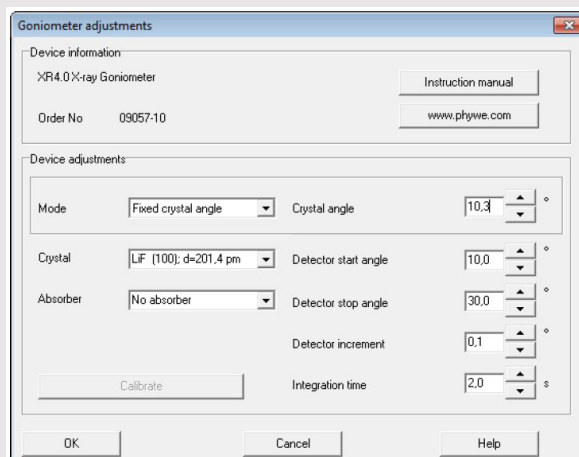 Goniometer adjustments
Device information
XR4.0 X-ray Goniometer
Instruction manual
Order No 09057-10
www.phywe.com
Device adjustments
Mode Fixed crystal angle Crystal angle 10,3 °
Crystal LiF (100); d=201,4 pm Detector start angle 10,0 °
Absorber No absorber Detector stop angle 30,0 °
Detector increment 0,1 °
Calibrate Integration time 2,0 s
OK Cancel Help